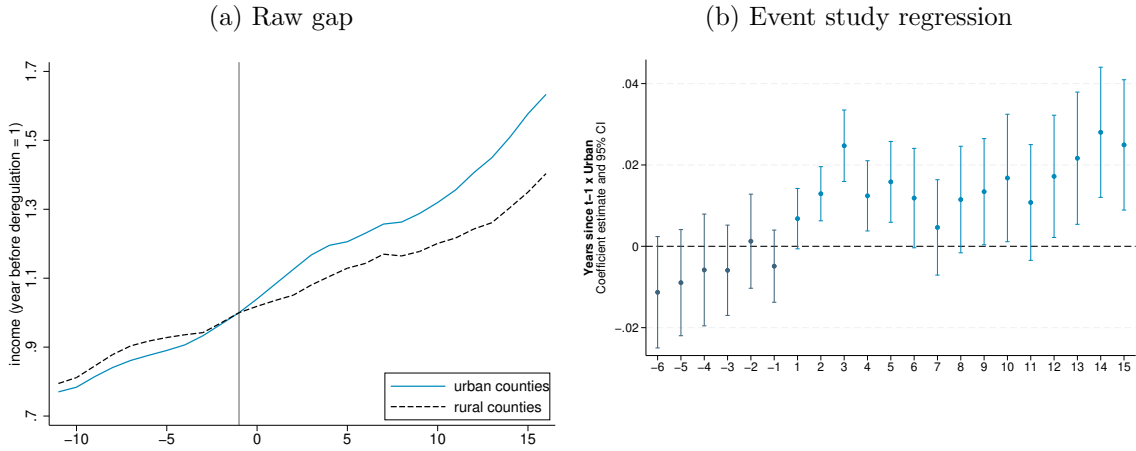 (a) Raw gap
income (year before deregulation = 1)
1.7
1.5
1.3
1.1
.9
.7
urban counties
rural counties
−10 −5 0 5 10 15
(b) Event study regression
Years since t−1 x Urban
Coefficient estimate and 95% CI
.04
.02
0
−.02
−6 −5 −4 −3 −2 −1 1 2 3 4 5 6 7 8 9 10 11 12 13 14 15